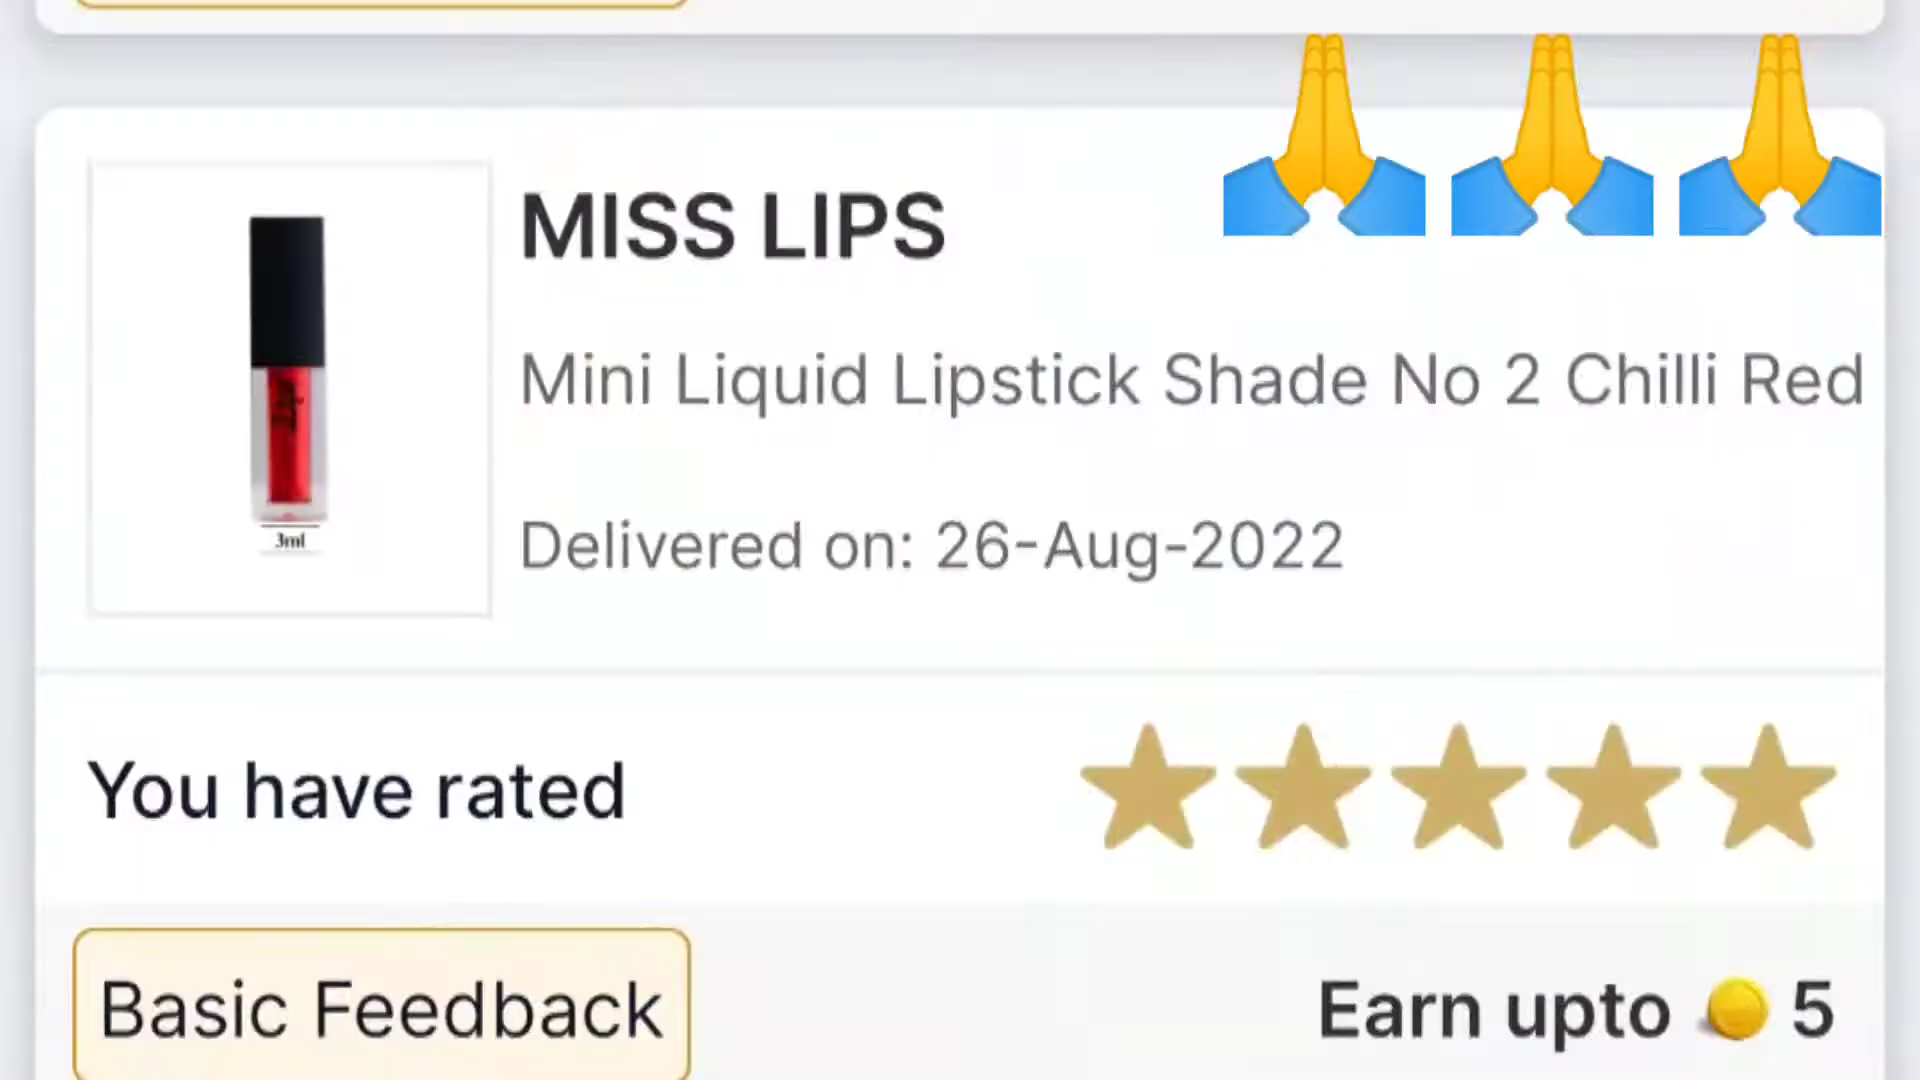 MISS LIPS
Mini Liquid Lipstick Shade No 2 Chilli Red
Delivered on: 26-Aug-2022
3ml
You have rated
Basic Feedback
Earn upto 5